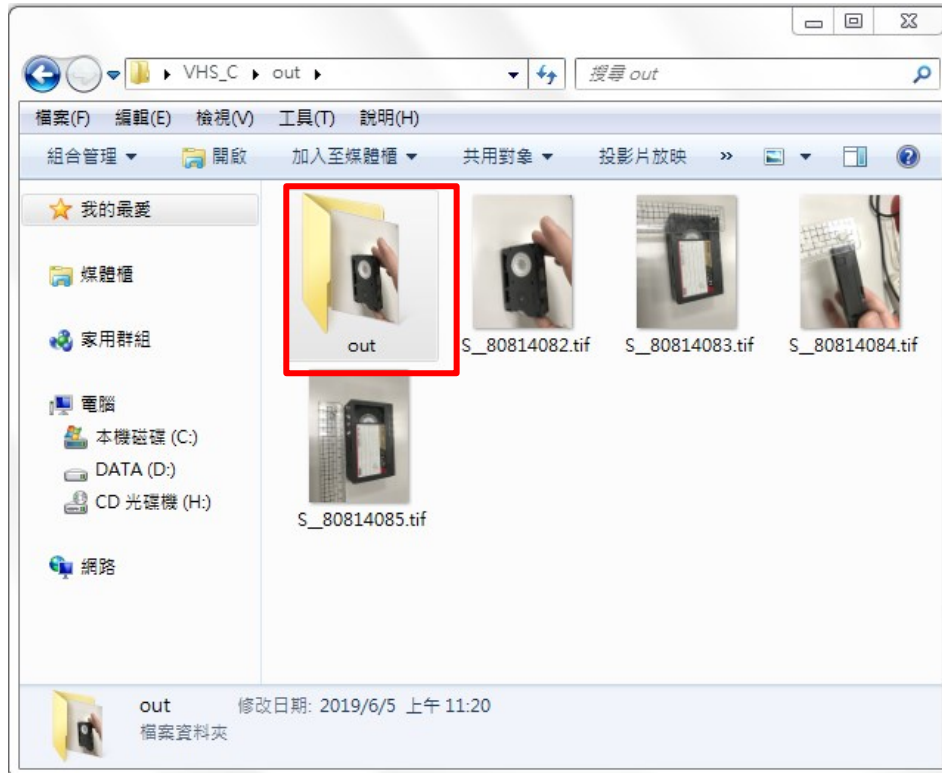 VHS_C ▸ out ▸
搜尋 out
檔案(F) 編輯(E) 檢視(V) 工具(T) 說明(H)
組合管理 開啟 加入至媒體櫃 共用對象 投影片放映 »
我的最愛
媒體櫃
家用群組
電腦
本機磁碟 (C:)
DATA (D:)
CD 光碟機 (H:)
網路
out
S__80814082.tif
S__80814083.tif
S__80814084.tif
S__80814085.tif
out 修改日期: 2019/6/5 上午 11:20
檔案資料夾